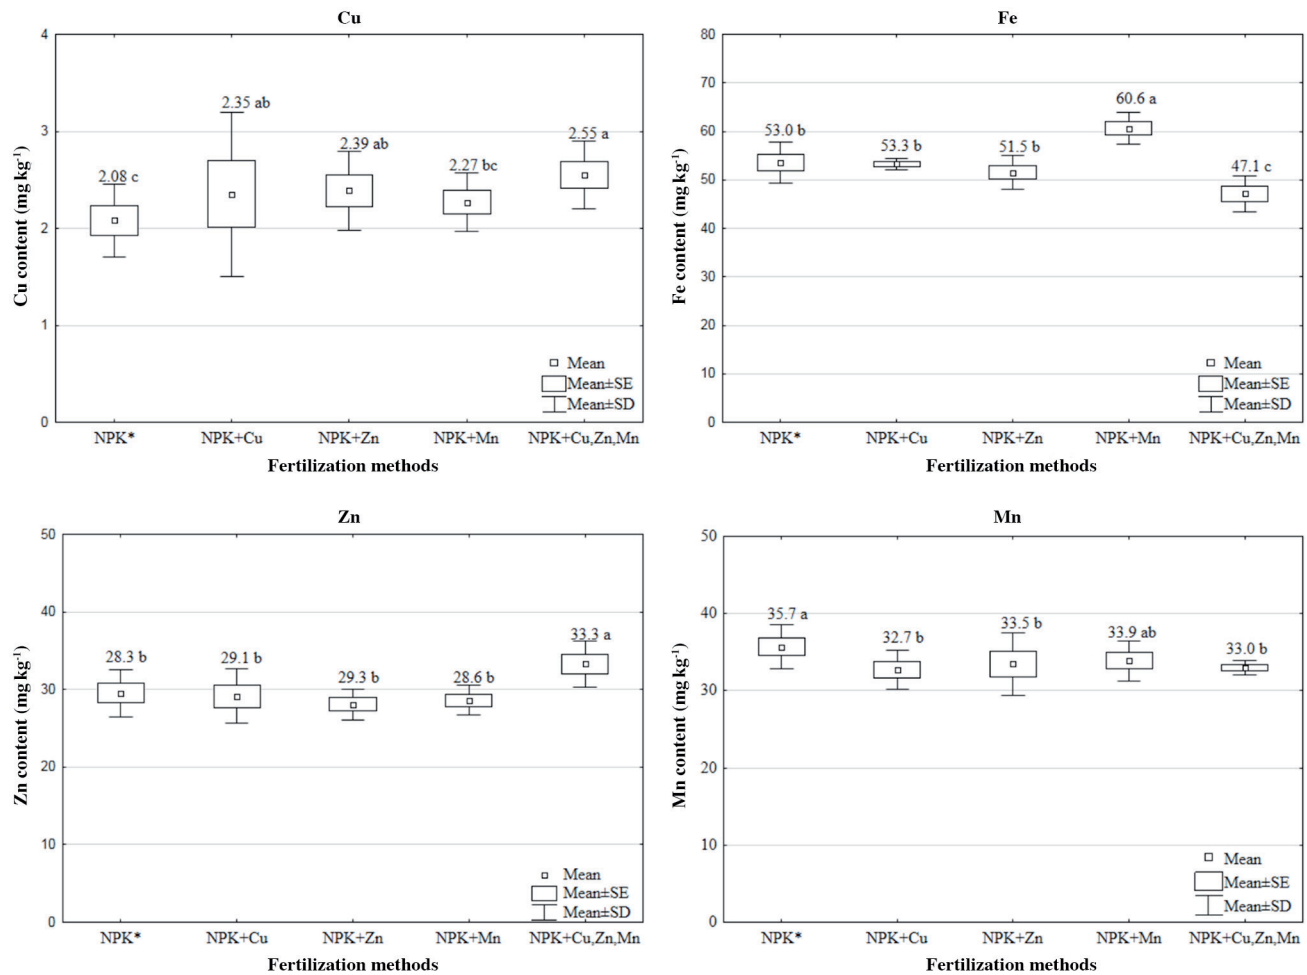 Cu
Cu content (mg kg⁻¹)
4
3
2
1
0
2.08 c
2.35 ab
2.39 ab
2.27 bc
2.55 a
Mean
Mean±SE
Mean±SD
NPK*
NPK+Cu
NPK+Zn
NPK+Mn
NPK+Cu,Zn,Mn
Fertilization methods
Fe
Fe content (mg kg⁻¹)
80
70
60
50
40
30
20
10
0
53.0 b
53.3 b
51.5 b
60.6 a
47.1 c
Mean
Mean±SE
Mean±SD
NPK*
NPK+Cu
NPK+Zn
NPK+Mn
NPK+Cu,Zn,Mn
Fertilization methods
Zn
Zn content (mg kg⁻¹)
50
40
30
20
10
0
28.3 b
29.1 b
29.3 b
28.6 b
33.3 a
Mean
Mean±SE
Mean±SD
NPK*
NPK+Cu
NPK+Zn
NPK+Mn
NPK+Cu,Zn,Mn
Fertilization methods
Mn
Mn content (mg kg⁻¹)
50
40
30
20
10
0
35.7 a
32.7 b
33.5 b
33.9 ab
33.0 b
Mean
Mean±SE
Mean±SD
NPK*
NPK+Cu
NPK+Zn
NPK+Mn
NPK+Cu,Zn,Mn
Fertilization methods